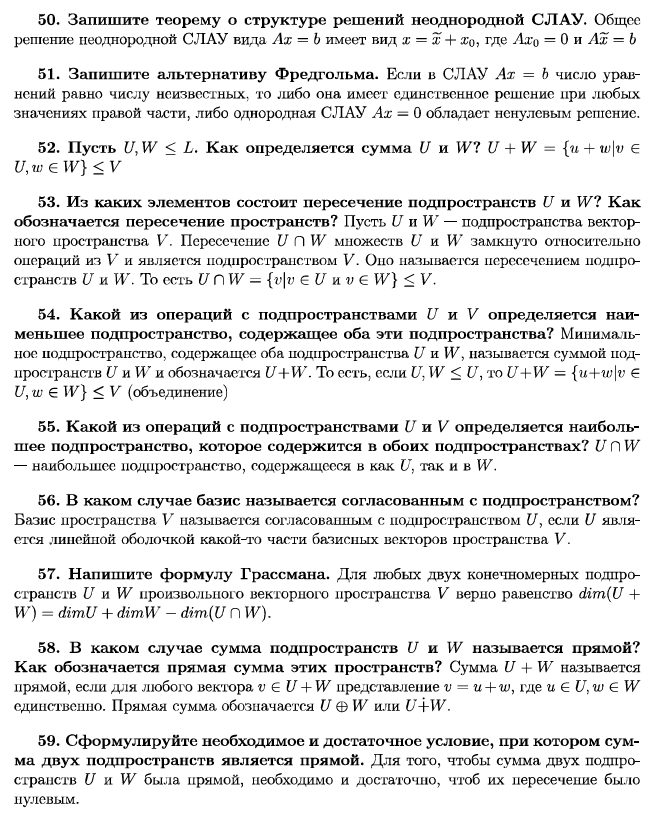 50. Запишите теорему о структуре решений неоднородной СЛАУ. Общее
решение неоднородной СЛАУ вида Ax = b имеет вид x = x̃ + x₀, где Ax₀ = 0 и Ax̃ = b
51. Запишите альтернативу Фредгольма. Если в СЛАУ Ax = b число урав-
нений равно числу неизвестных, то либо она имеет единственное решение при любых
значениях правой части, либо однородная СЛАУ Ax = 0 обладает ненулевым решение.
52. Пусть U, W ≤ L. Как определяется сумма U и W? U + W = {u + w|v ∈
U, w ∈ W} ≤ V
53. Из каких элементов состоит пересечение подпространств U и W? Как
обозначается пересечение пространств? Пусть U и W — подпространства вектор-
ного пространства V. Пересечение U ∩ W множеств U и W замкнуто относительно
операций из V и является подпространством V. Оно называется пересечением подпро-
странств U и W. То есть U ∩ W = {v|v ∈ U и v ∈ W} ≤ V.
54. Какой из операций с подпространствами U и V определяется наи-
меньшее подпространство, содержащее оба эти подпространства? Минималь-
ное подпространство, содержащее оба подпространства U и W, называется суммой под-
пространств U и W и обозначается U+W. То есть, если U, W ≤ U, то U+W = {u+w|v ∈
U, w ∈ W} ≤ V (объединение)
55. Какой из операций с подпространствами U и V определяется наиболь-
шее подпространство, которое содержится в обоих подпространствах? U ∩ W
— наибольшее подпространство, содержащееся в как U, так и в W.
56. В каком случае базис называется согласованным с подпространством?
Базис пространства V называется согласованным с подпространством U, если U явля-
ется линейной оболочкой какой-то части базисных векторов пространства V.
57. Напишите формулу Грассмана. Для любых двух конечномерных подпро-
странств U и W произвольного векторного пространства V верно равенство dim(U +
W) = dimU + dimW − dim(U ∩ W).
58. В каком случае сумма подпространств U и W называется прямой?
Как обозначается прямая сумма этих пространств? Сумма U + W называется
прямой, если для любого вектора v ∈ U + W представление v = u + w, где u ∈ U, w ∈ W
единственно. Прямая сумма обозначается U ⊕ W или U∔W.
59. Сформулируйте необходимое и достаточное условие, при котором сум-
ма двух подпространств является прямой. Для того, чтобы сумма двух подпро-
странств U и W была прямой, необходимо и достаточно, чтоб их пересечение было
нулевым.